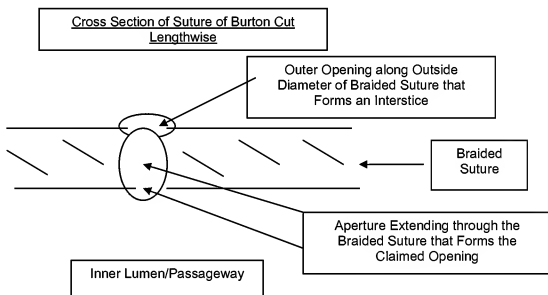 Cross Section of Suture of Burton Cut
Lengthwise
Outer Opening along Outside
Diameter of Braided Suture that
Forms an Interstice
Braided
Suture
Aperture Extending through the
Braided Suture that Forms the
Claimed Opening
Inner Lumen/Passageway